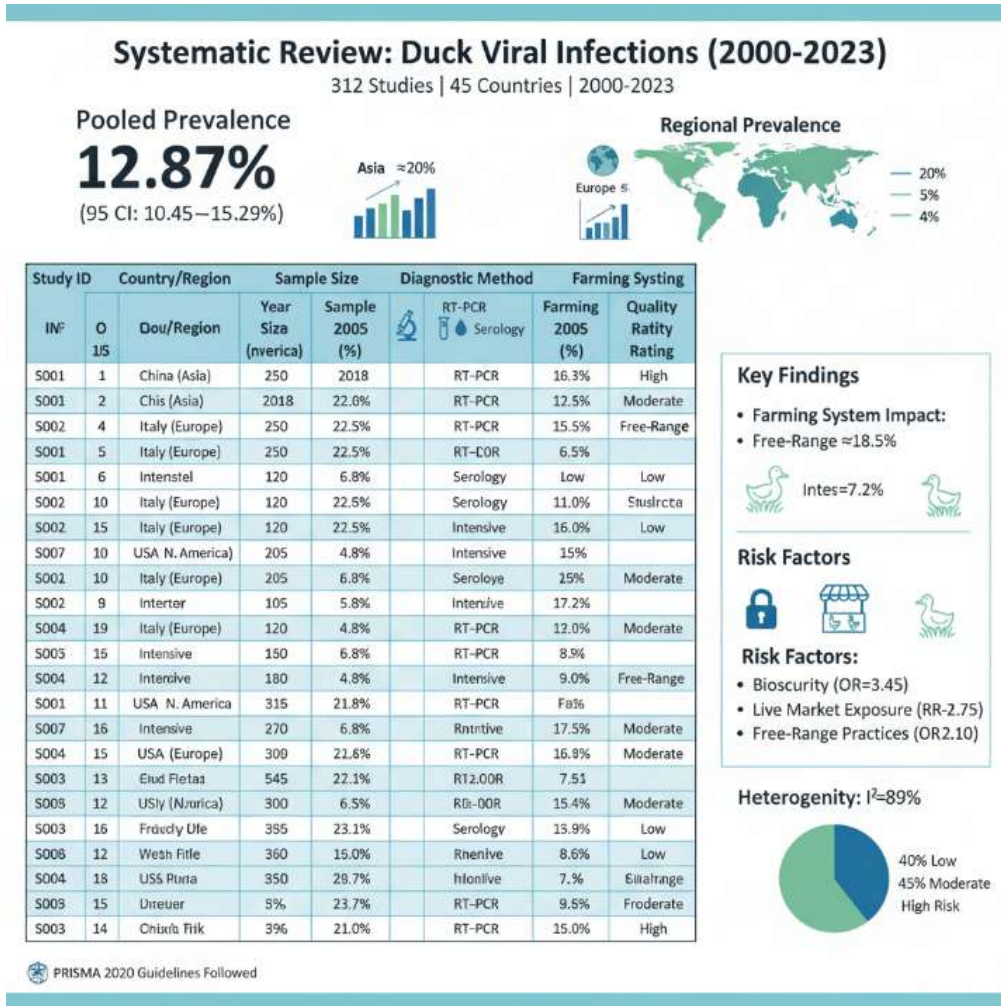 Systematic Review: Duck Viral Infections (2000-2023)
312 Studies | 45 Countries | 2000-2023
Pooled Prevalence
12.87%
(95 CI: 10.45–15.29%)
Asia ≈20%
Regional Prevalence
Europe
20%
5%
4%
Study ID Country/Region Sample Size Diagnostic Method Farming Systing
O 1/S
Dou/Region
Year Siza (nverica)
Sample 2005 (%)
RT-PCR
Serology
Farming 2005 (%)
Quality Ratity Rating
S001 1 China (Asia) 250 2018 RT-PCR 16.3% High
S001 2 Chis (Asia) 2018 22.0% RT-PCR 12.5% Moderate
S002 4 Italy (Europe) 250 22.5% RT-PCR 15.5% Free-Range
S001 5 Italy (Europe) 250 22.5% 6.5%
S001 6 Intenstel 120 6.8% Serology Low Low
S002 10 Italy (Europe) 120 22.5% Serology 11.0%
S002 15 Italy (Europe) 120 22.5% Intensive 16.0% Low
S007 10 USA N. America) 205 4.8% Intensive 15%
S002 10 Italy (Europe) 205 6.8% Seroloye 25% Moderate
S002 9 Interter 105 5.8% 17.2%
S004 19 Italy (Europe) 120 4.8% RT-PCR 12.0% Moderate
S005 15 Intensive 150 6.8% RT-PCR 8.9%
S004 12 180 4.8% Intensive 9.0% Free-Range
S001 11 USA N. America 315 21.8% RT-PCR
S007 16 Intensive 270 6.8% 17.5% Moderate
S004 15 USA (Europe) 309 21.8% RT-PCR 16.8% Moderate
S003 13 545 22.1% 7.51
12 300 6.5% 15.4% Moderate
S003 16 23.1% Serology 13.9% Low
S006 12 360 15.0% 8.6% Low
S004 18 350 7.%
15 23.7% RT-PCR 9.5% Froderate
S003 14 21.0% RT-PCR 15.0% High
Key Findings
• Farming System Impact:
• Free-Range ≈18.5%
Intes=7.2%
Risk Factors
Risk Factors:
• Bioscurity (OR=3.45)
• Live Market Exposure (RR-2.75)
• Free-Range Practices (OR2.10)
Heterogenity: I²=89%
40% Low
45% Moderate
High Risk
PRISMA 2020 Guidelines Followed